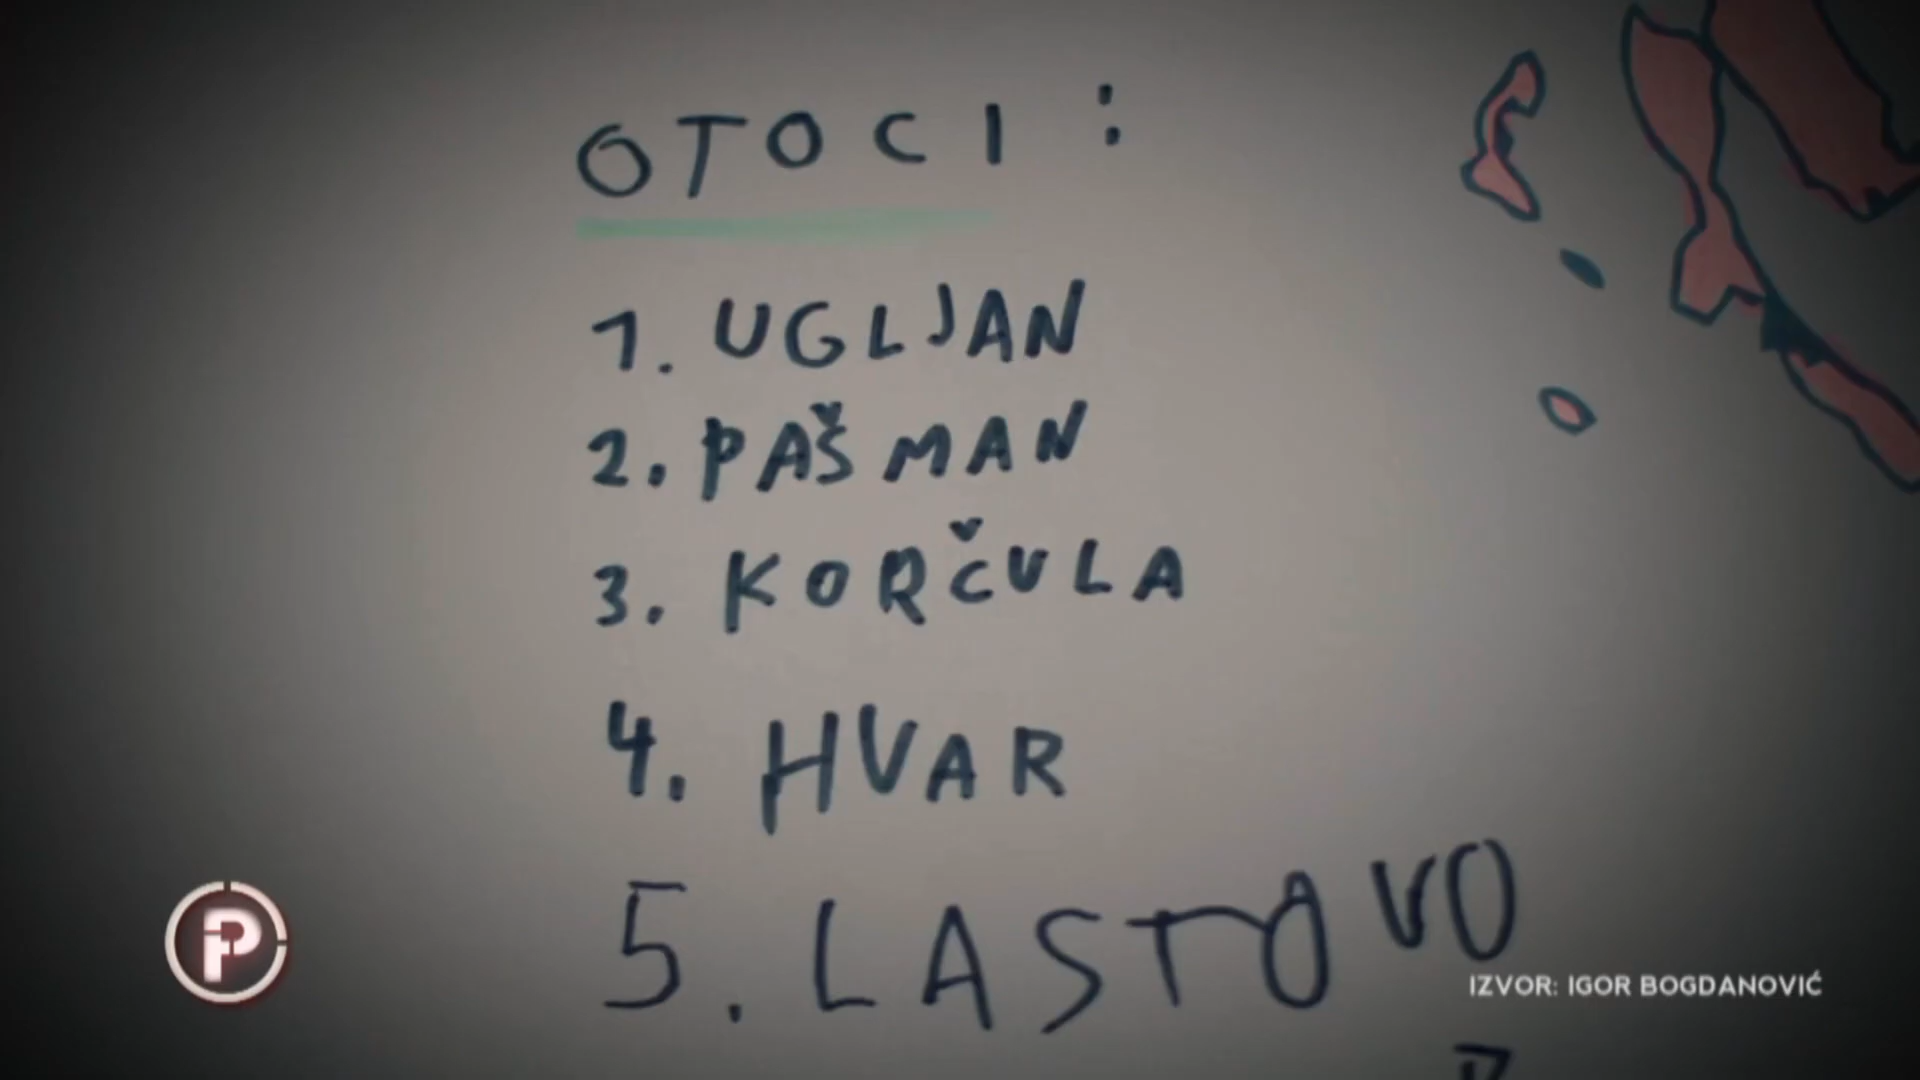 OTOCI:
1. UGLJAN
2. PAŠMAN
3. KORČULA
4. HVAR
5. LASTOVO
P
IZVOR: IGOR BOGDANOVIĆ